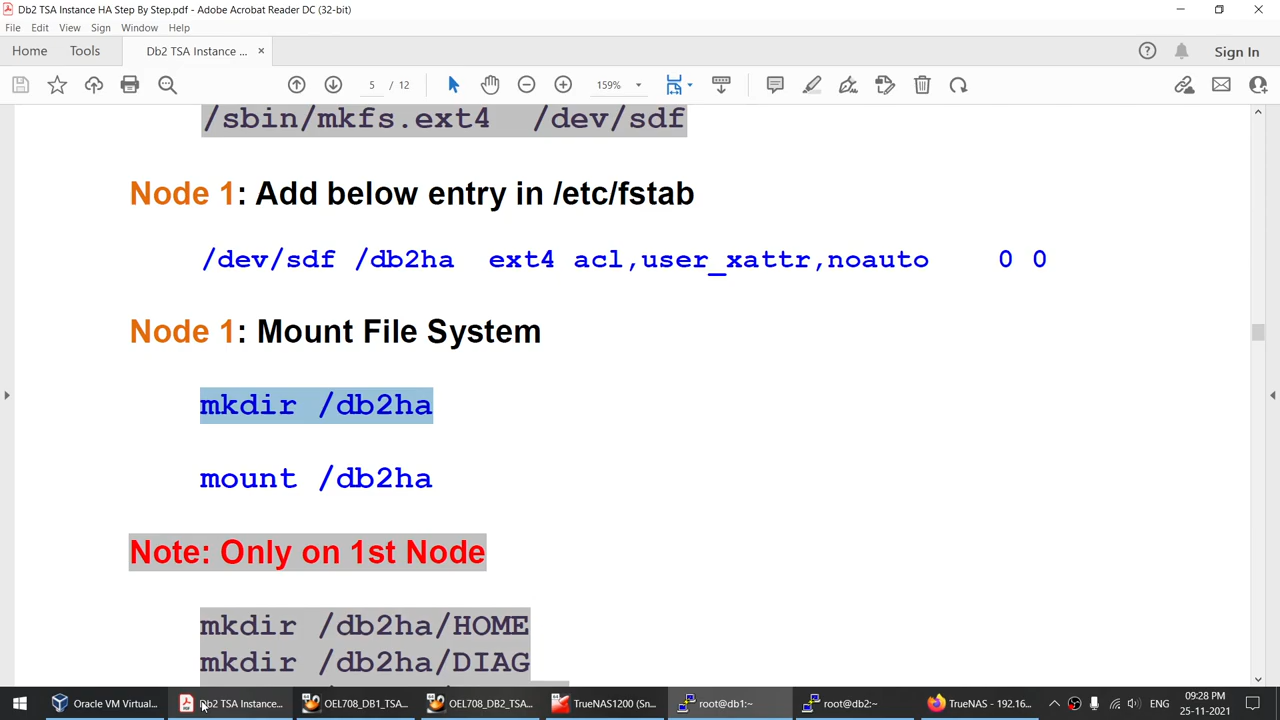 Db2 TSA Instance HA Step By Step.pdf - Adobe Acrobat Reader DC (32-bit)
File Edit View Sign Window Help
Home Tools Db2 TSA Instance ... × Sign In
5 / 12 159%
/sbin/mkfs.ext4 /dev/sdf
Node 1: Add below entry in /etc/fstab
/dev/sdf /db2ha ext4 acl,user_xattr,noauto 0 0
Node 1: Mount File System
mkdir /db2ha
mount /db2ha
Note: Only on 1st Node
mkdir /db2ha/HOME
mkdir /db2ha/DIAG
Oracle VM Virtual... Db2 TSA Instance... OEL708_DB1_TSA... OEL708_DB2_TSA... TrueNAS1200 (Sn... root@db1:~ root@db2:~ TrueNAS - 192.16... ENG 09:28 PM
25-11-2021